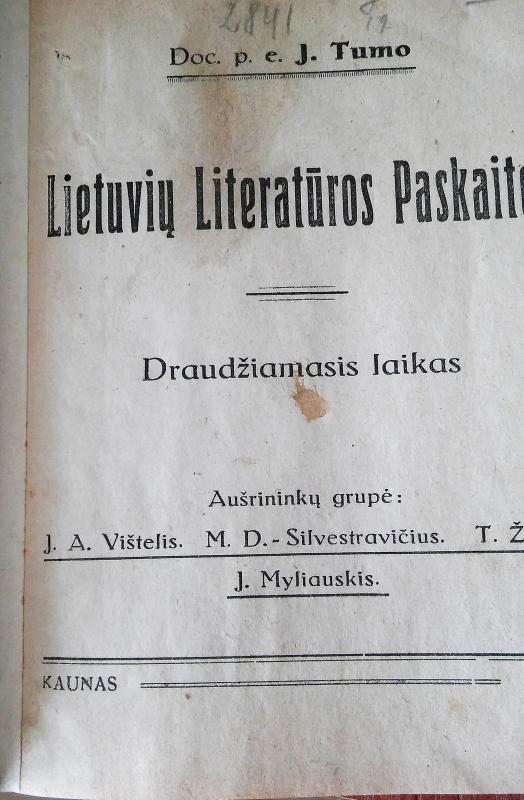 2841
Doc. p. e. J. Tumo
Lietuvių Literatūros Paskaito
Draudžiamasis laikas
Aušrininkų grupė:
J. A. Vištelis. M. D.-Silvestravičius. T. Ž
J. Myliauskis.
KAUNAS